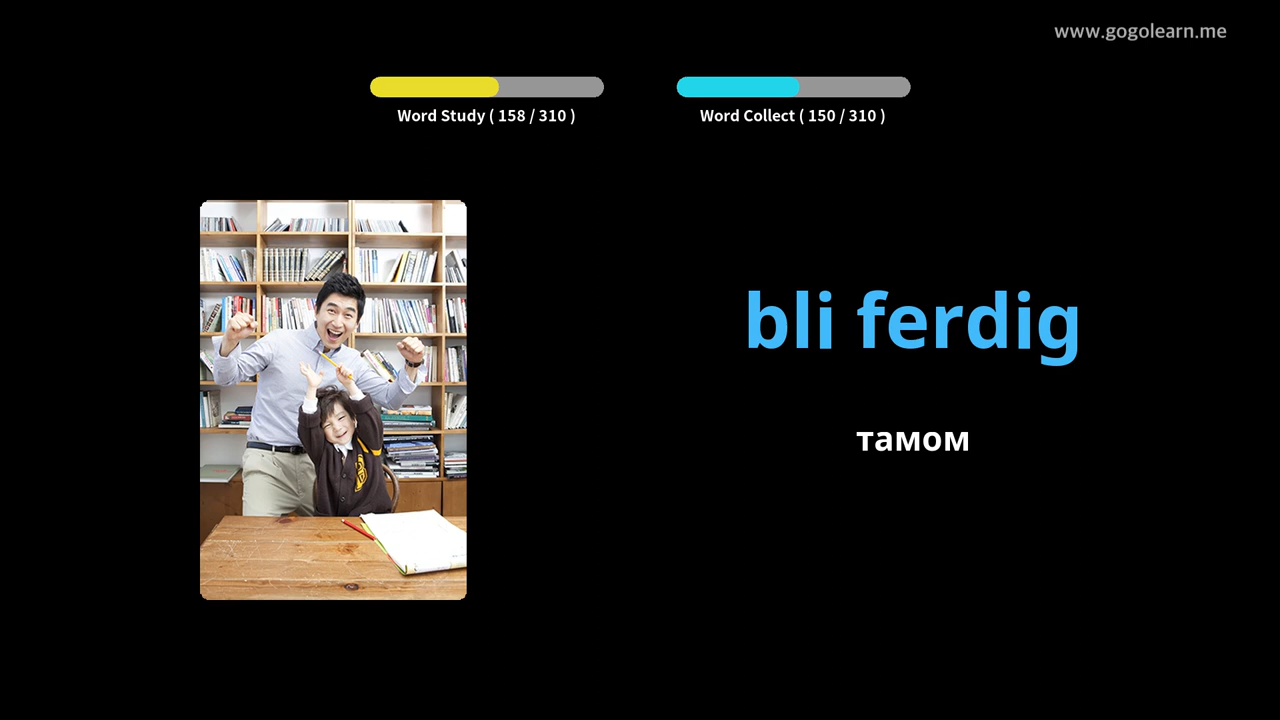 www.gogolearn.me
Word Study ( 158 / 310 )
Word Collect ( 150 / 310 )
bli ferdig
тамом